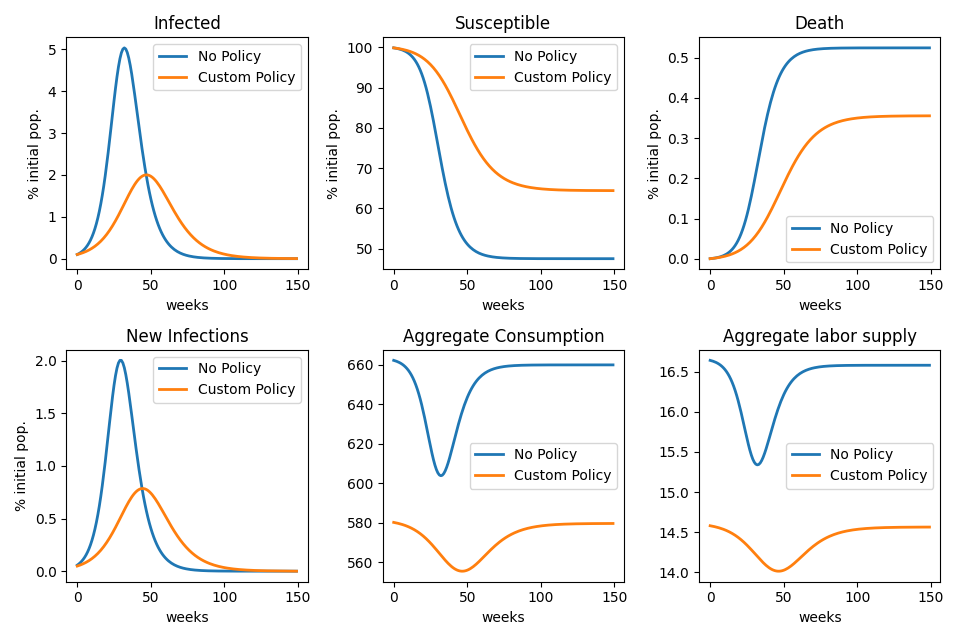 Infected
% initial pop.
5
4
3
2
1
0
No Policy
Custom Policy
0 50 100 150
weeks
Susceptible
% initial pop.
100
90
80
70
60
50
No Policy
Custom Policy
0 50 100 150
weeks
Death
% initial pop.
0.5
0.4
0.3
0.2
0.1
0.0
No Policy
Custom Policy
0 50 100 150
weeks
New Infections
% initial pop.
2.0
1.5
1.0
0.5
0.0
No Policy
Custom Policy
0 50 100 150
weeks
Aggregate Consumption
660
640
620
600
580
560
No Policy
Custom Policy
0 50 100 150
weeks
Aggregate labor supply
16.5
16.0
15.5
15.0
14.5
14.0
No Policy
Custom Policy
0 50 100 150
weeks